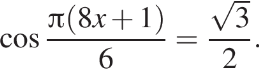 cos π(8x + 1)/6 = √3/2.